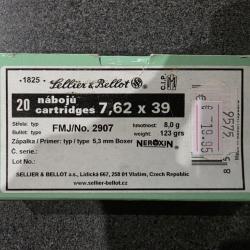 -1825-
Sellier & Bellot
C.I.P.
20 nábojů cartridges 7,62 x 39
Střela: typ
Bullet: type
FMJ/No. 2907
hmotnost: 8,0 g
weight: 123 grs
Zápalka / Primer: typ / type 5,3 mm Boxer
NEROXIN
C. serie
Lot No.:
SELLIER & BELLOT a.s., Lidická 667, 258 01 Vlašim, Czech Republic
www.sellier-bellot.cz
9575